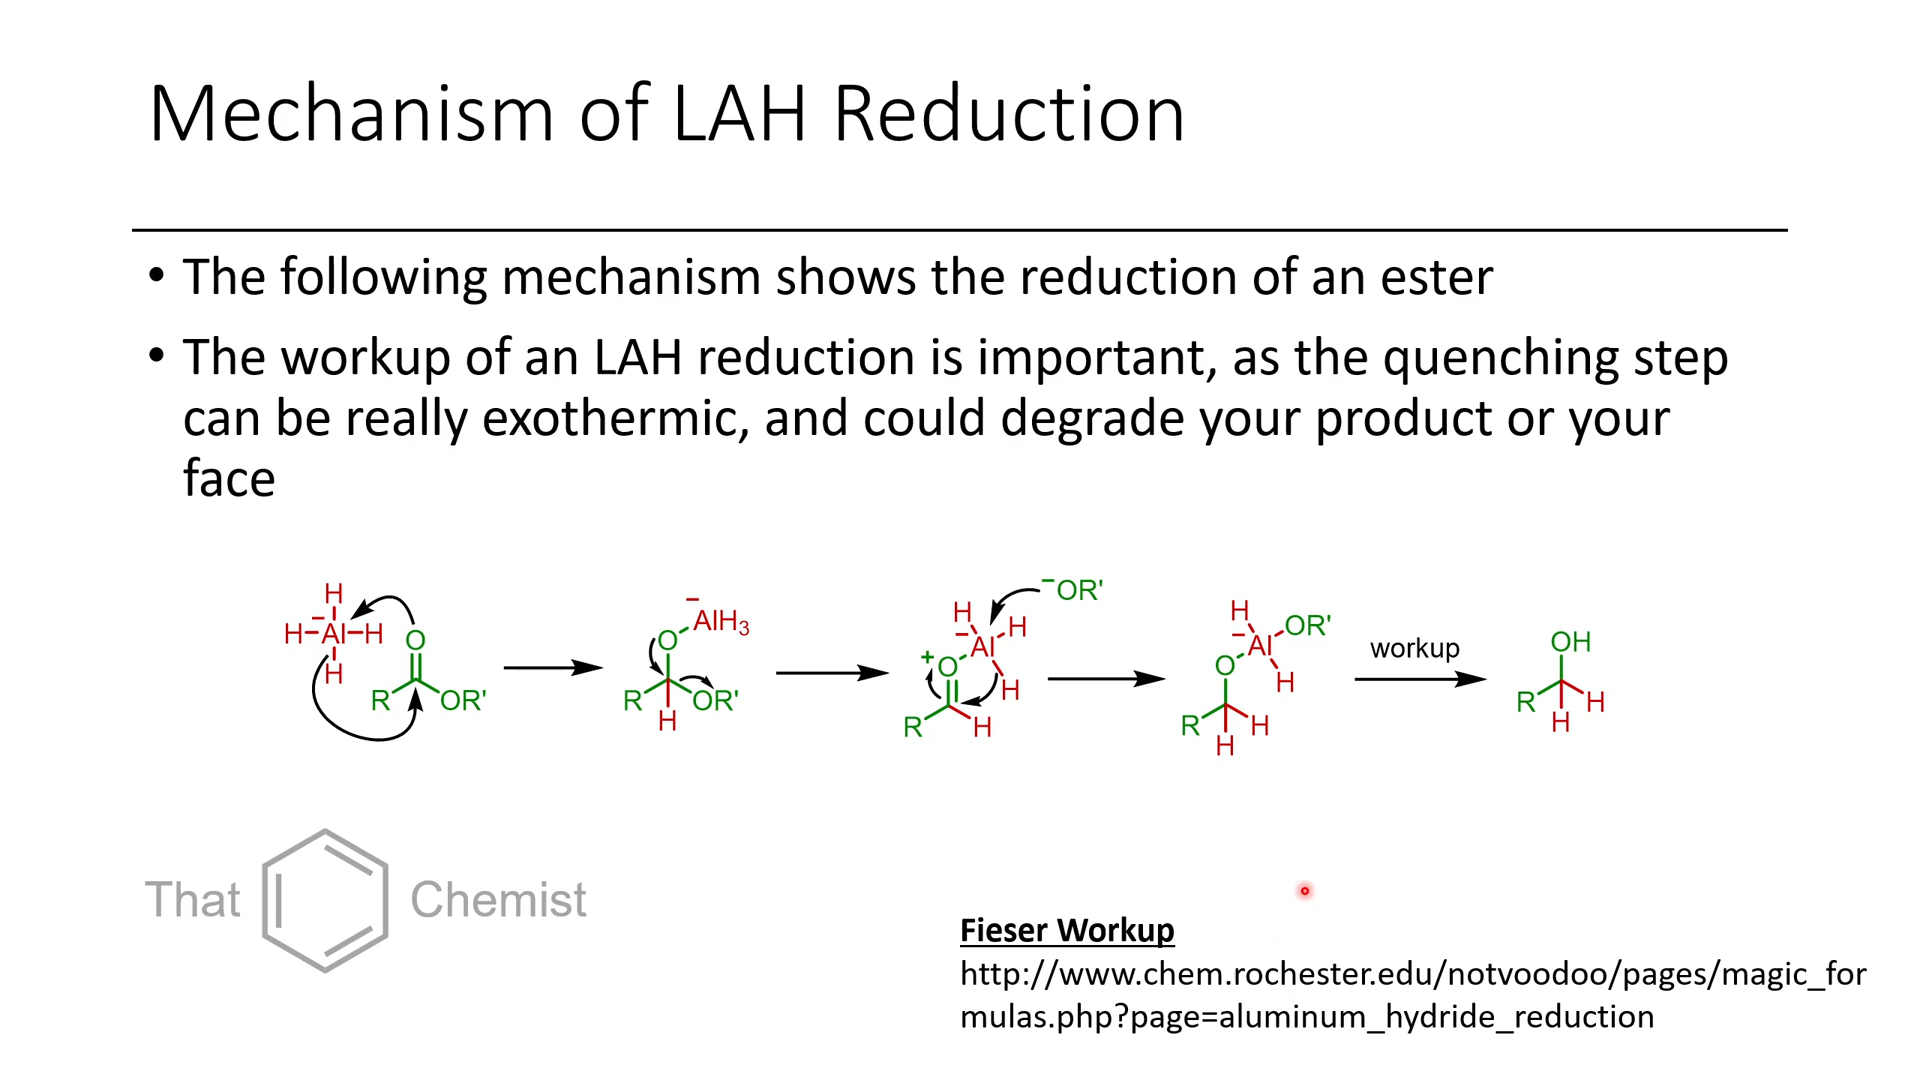 Mechanism of LAH Reduction
• The following mechanism shows the reduction of an ester
• The workup of an LAH reduction is important, as the quenching step
can be really exothermic, and could degrade your product or your
face
H
H–Al–H
−
H
O
R
OR'
−
AlH₃
O
R
OR'
H
−OR'
H
−
Al
H
+
O
H
R
H
H
−
Al
OR'
O
H
R
H
H
workup
OH
R
H
H
That Chemist
Fieser Workup
http://www.chem.rochester.edu/notvoodoo/pages/magic_for
mulas.php?page=aluminum_hydride_reduction